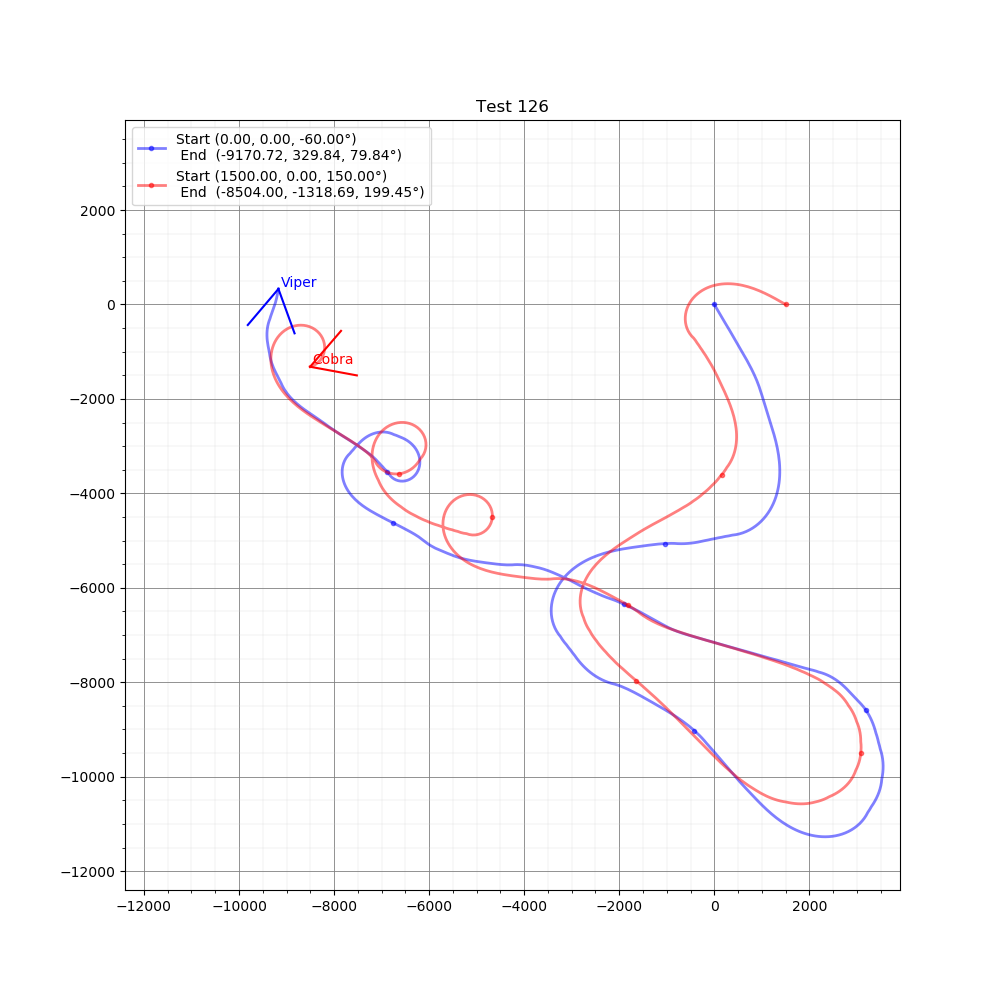 Test 126
Start (0.00, 0.00, -60.00°)
End (-9170.72, 329.84, 79.84°)
Start (1500.00, 0.00, 150.00°)
End (-8504.00, -1318.69, 199.45°)
Viper
Cobra
2000
0
−2000
−4000
−6000
−8000
−10000
−12000
−12000 −10000 −8000 −6000 −4000 −2000 0 2000